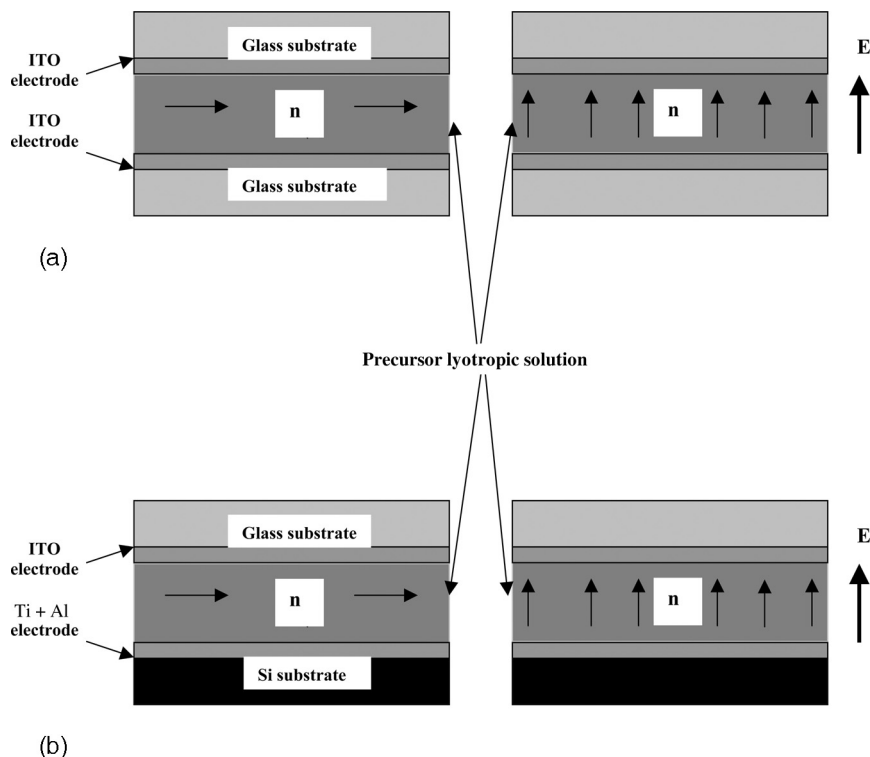 Glass substrate
E
ITO
electrode
n
n
ITO
electrode
Glass substrate
(a)
Precursor lyotropic solution
Glass substrate
E
ITO
electrode
n
n
Ti + Al
electrode
Si substrate
(b)